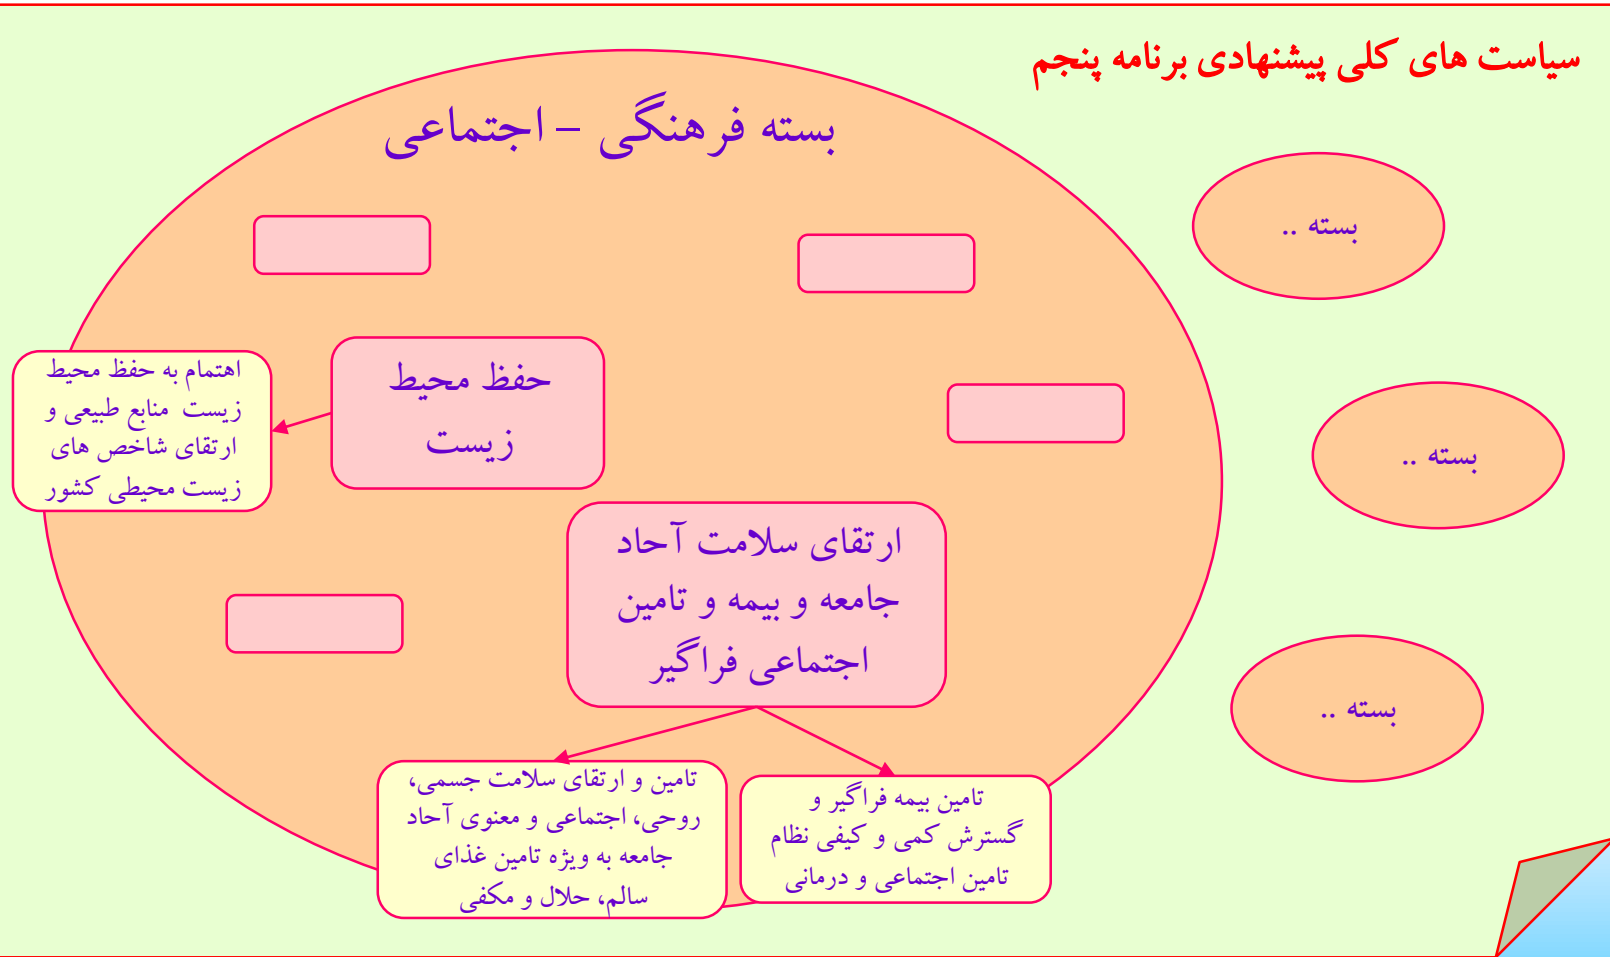 سیاست های کلی پیشنهادی برنامه پنجم
بسته فرهنگی – اجتماعی
بسته ..
بسته ..
بسته ..
حفظ محیط
زیست
اهتمام به حفظ محیط
زیست منابع طبیعی و
ارتقای شاخص های
زیست محیطی کشور
ارتقای سلامت آحاد
جامعه و بیمه و تامین
اجتماعی فراگیر
تامین بیمه فراگیر و
گسترش کمی و کیفی نظام
تامین اجتماعی و درمانی
تامین و ارتقای سلامت جسمی،
روحی، اجتماعی و معنوی آحاد
جامعه به ویژه تامین غذای
سالم، حلال و مکفی